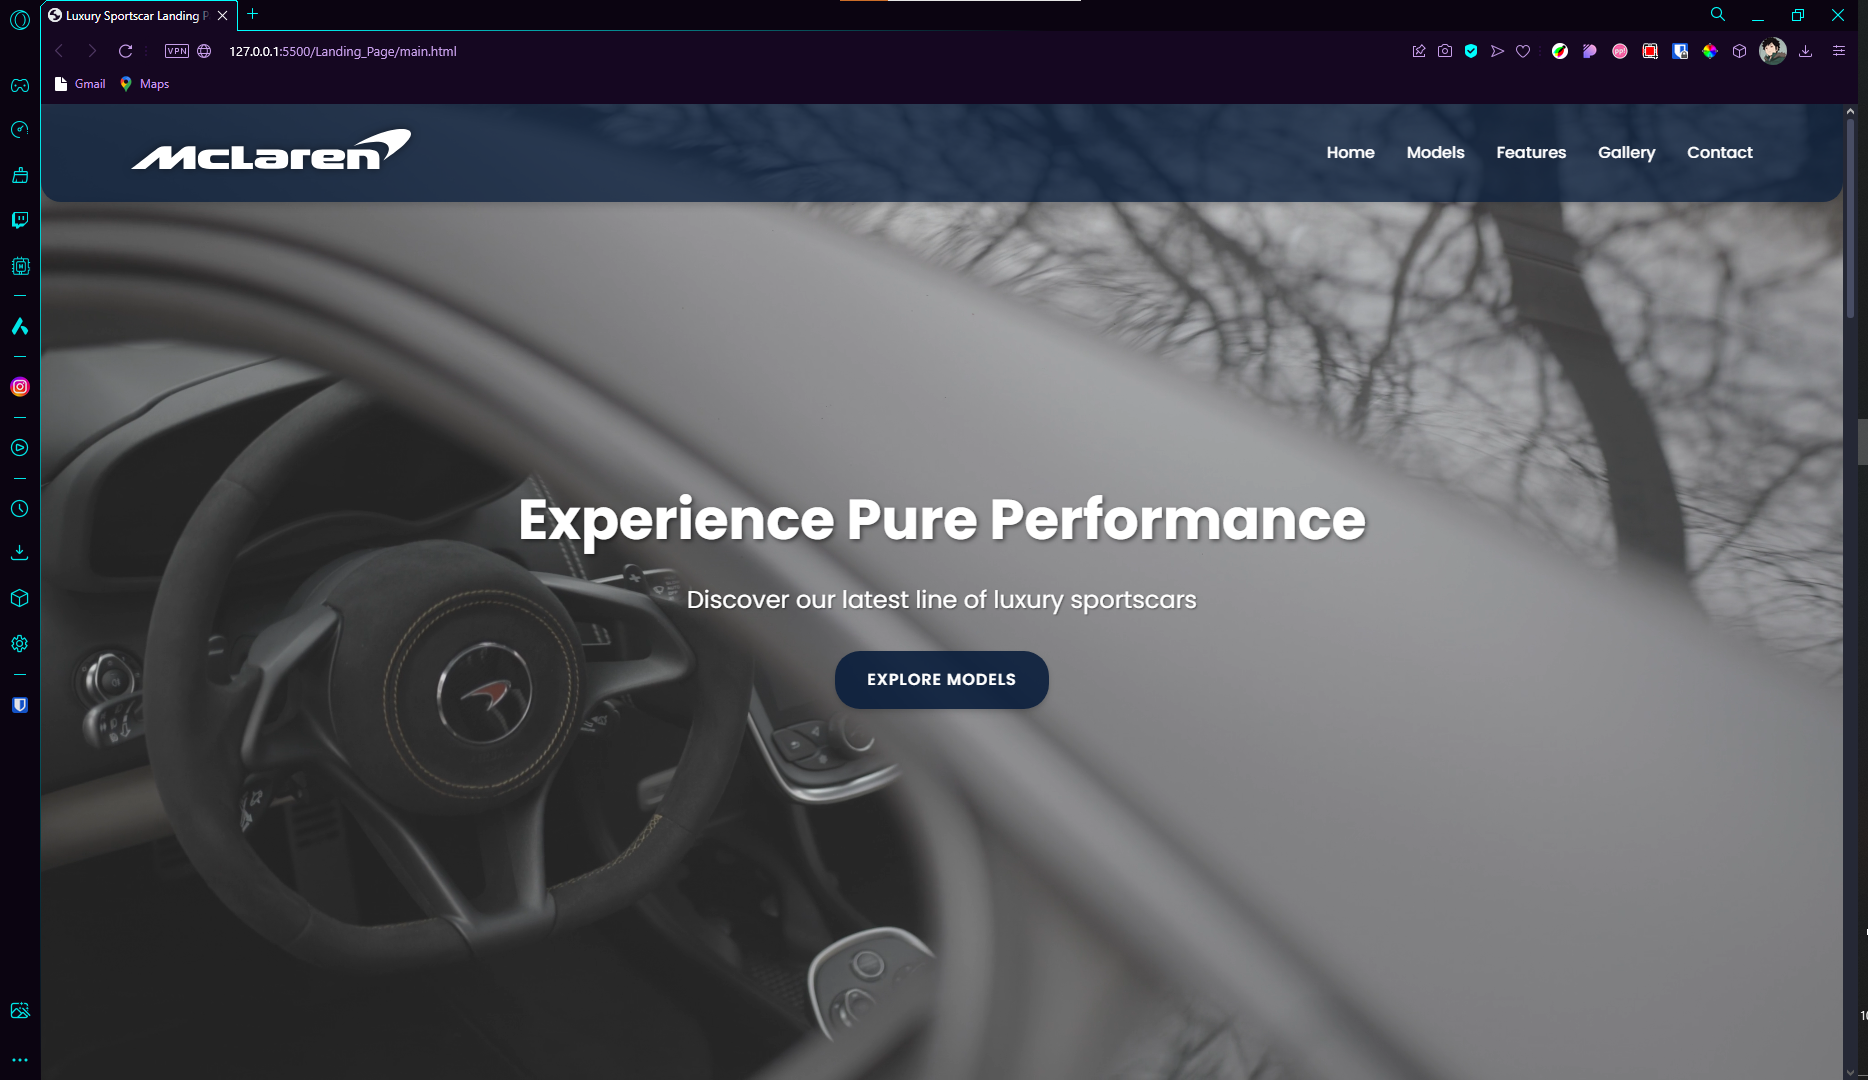 Luxury Sportscar Landing P
VPN
127.0.0.1:5500/Landing_Page/main.html
Gmail
Maps
McLaren
Home
Models
Features
Gallery
Contact
Experience Pure Performance
Discover our latest line of luxury sportscars
EXPLORE MODELS